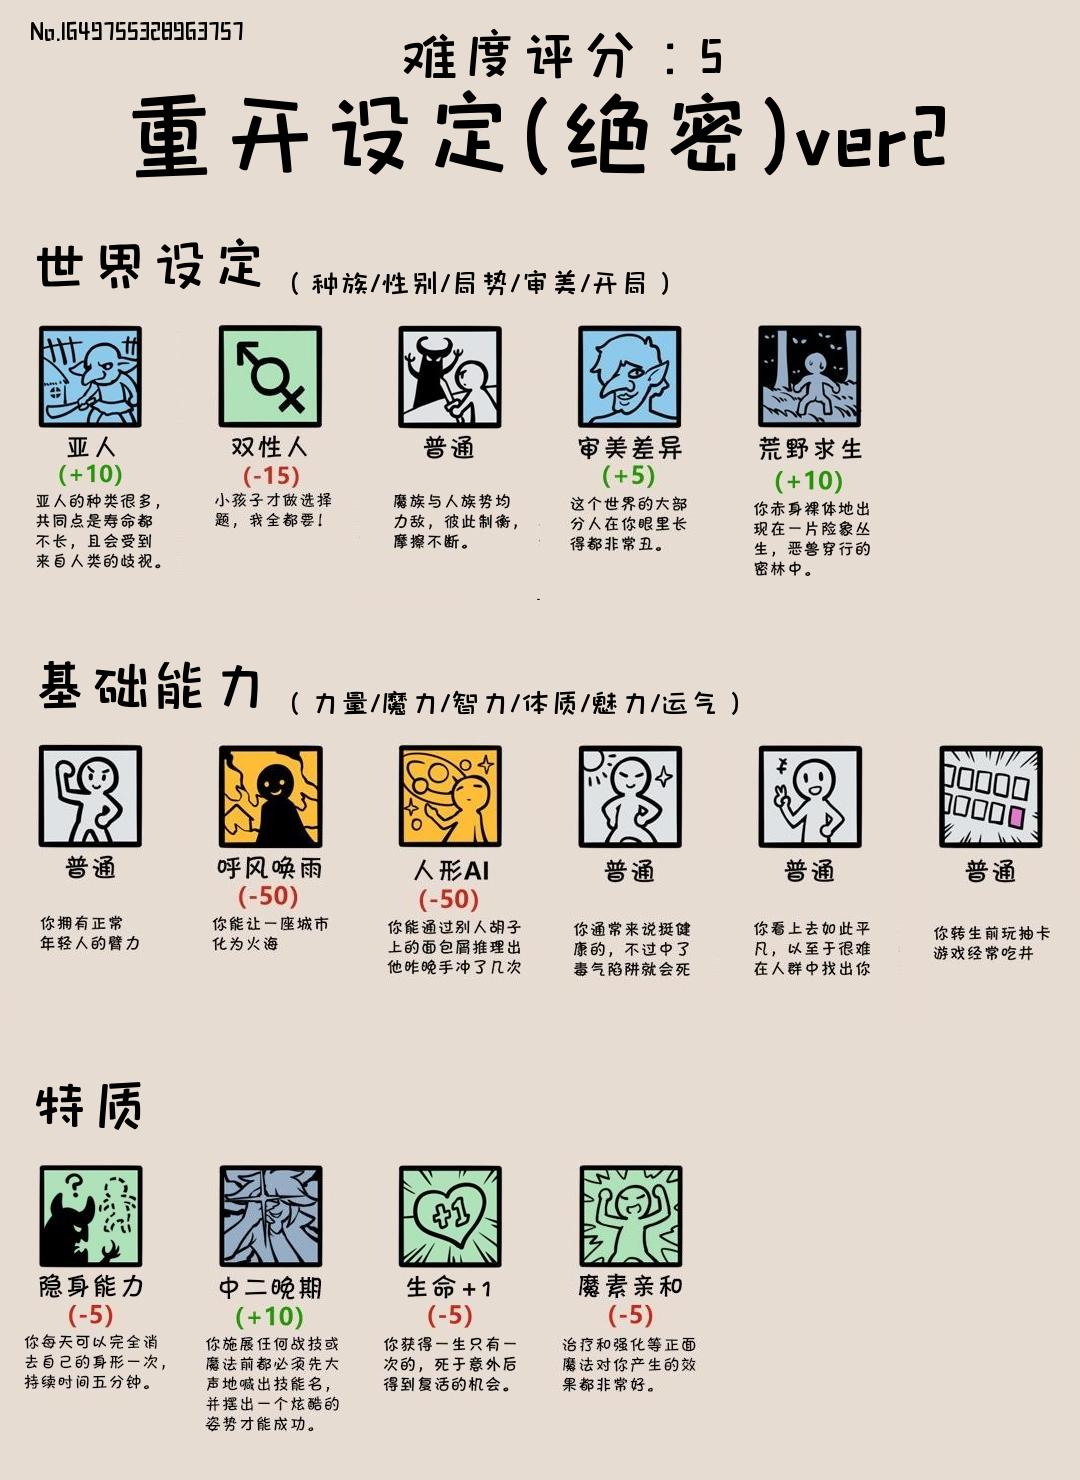 No.1649755328963757
难度评分:5
重开设定(绝密)ver2
世界设定 (种族/性别/局势/审美/开局)
亚人
(+10)
亚人的种类很多,
共同点是寿命都
不长,且会受到
来自人类的歧视。
双性人
(-15)
小孩子才做选择
题,我全都要!
普通
魔族与人族势均
力敌,彼此制衡,
摩擦不断。
审美差异
(+5)
这个世界的大部
分人在你眼里长
得都非常丑。
荒野求生
(+10)
你赤身裸体地出
现在一片险象丛
生,恶兽穿行的
密林中。
基础能力 (力量/魔力/智力/体质/魅力/运气)
普通
你拥有正常
年轻人的臂力
呼风唤雨
(-50)
你能让一座城市
化为火海
人形AI
(-50)
你能通过别人胡子
上的面包屑推理出
他昨晚手冲了几次
普通
你通常来说挺健
康的,不过中了
毒气陷阱就会死
普通
你看上去如此平
凡,以至于很难
在人群中找出你
普通
你转生前玩抽卡
游戏经常吃井
特质
隐身能力
(-5)
你每天可以完全消
去自己的身形一次,
持续时间五分钟。
中二晚期
(+10)
你施展任何战技或
魔法前都必须先大
声地喊出技能名,
并摆出一个炫酷的
姿势才能成功。
+1
生命+1
(-5)
你获得一生只有一
次的,死于意外后
得到复活的机会。
魔素亲和
(-5)
治疗和强化等正面
魔法对你产生的效
果都非常好。